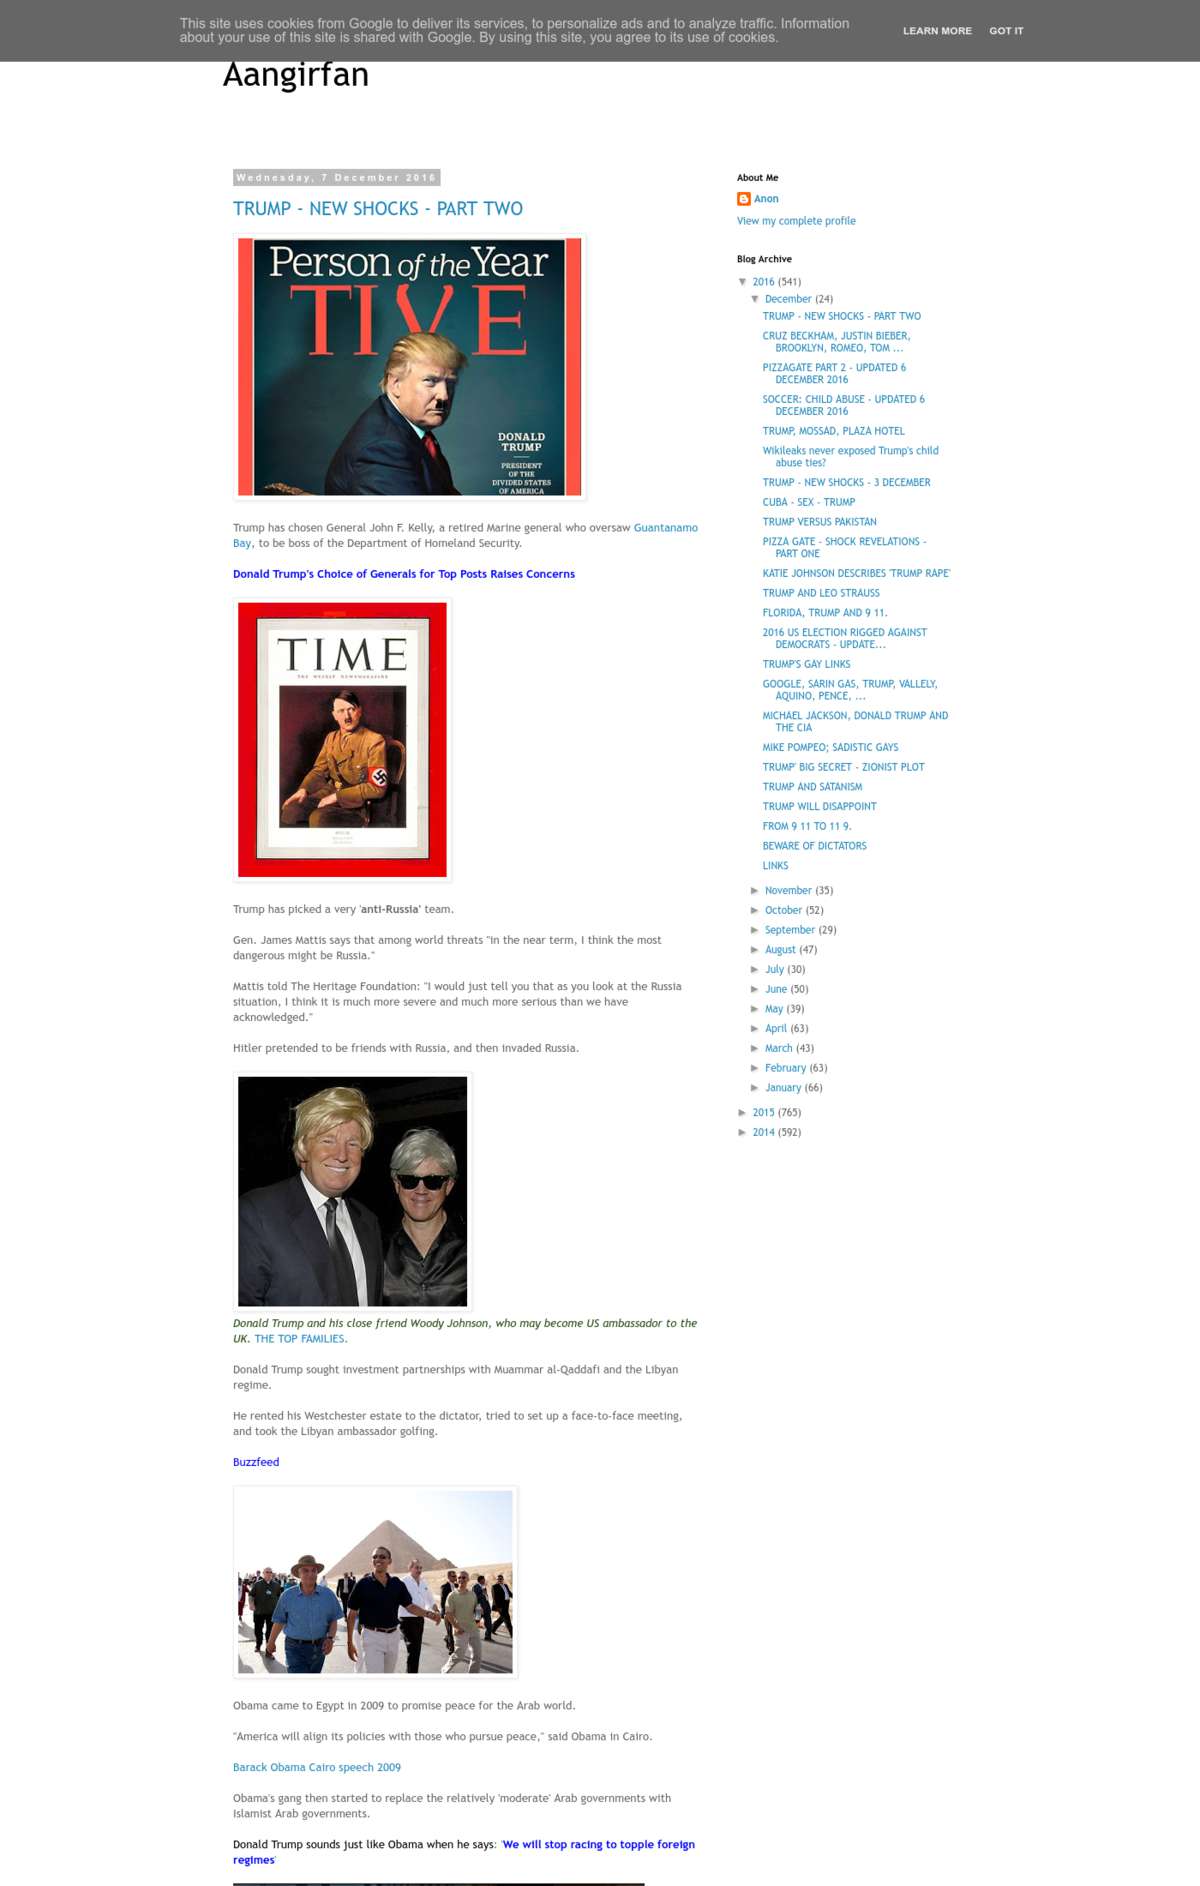 This site uses cookies from Google to deliver its services, to personalize ads and to analyze traffic. Information
about your use of this site is shared with Google. By using this site, you agree to its use of cookies.
LEARN MORE GOT IT
Aangirfan
Wednesday, 7 December 2016
TRUMP - NEW SHOCKS - PART TWO
Person of the Year
TIVE
DONALD
TRUMP
PRESIDENT
OF THE
DIVIDED STATES
OF AMERICA
Trump has chosen General John F. Kelly, a retired Marine general who oversaw Guantanamo
Bay, to be boss of the Department of Homeland Security.
Donald Trump's Choice of Generals for Top Posts Raises Concerns
TIME
THE WEEKLY NEWSMAGAZINE
Trump has picked a very 'anti-Russia' team.
Gen. James Mattis says that among world threats "in the near term, I think the most
dangerous might be Russia."
Mattis told The Heritage Foundation: "I would just tell you that as you look at the Russia
situation, I think it is much more severe and much more serious than we have
acknowledged."
Hitler pretended to be friends with Russia, and then invaded Russia.
Donald Trump and his close friend Woody Johnson, who may become US ambassador to the
UK. THE TOP FAMILIES.
Donald Trump sought investment partnerships with Muammar al-Qaddafi and the Libyan
regime.
He rented his Westchester estate to the dictator, tried to set up a face-to-face meeting,
and took the Libyan ambassador golfing.
Buzzfeed
Obama came to Egypt in 2009 to promise peace for the Arab world.
"America will align its policies with those who pursue peace," said Obama in Cairo.
Barack Obama Cairo speech 2009
Obama's gang then started to replace the relatively 'moderate' Arab governments with
Islamist Arab governments.
Donald Trump sounds just like Obama when he says: 'We will stop racing to topple foreign
regimes'
About Me
Anon
View my complete profile
Blog Archive
▼ 2016 (541)
▼ December (24)
TRUMP - NEW SHOCKS - PART TWO
CRUZ BECKHAM, JUSTIN BIEBER,
BROOKLYN, ROMEO, TOM ...
PIZZAGATE PART 2 - UPDATED 6
DECEMBER 2016
SOCCER: CHILD ABUSE - UPDATED 6
DECEMBER 2016
TRUMP, MOSSAD, PLAZA HOTEL
Wikileaks never exposed Trump's child
abuse ties?
TRUMP - NEW SHOCKS - 3 DECEMBER
CUBA - SEX - TRUMP
TRUMP VERSUS PAKISTAN
PIZZA GATE - SHOCK REVELATIONS -
PART ONE
KATIE JOHNSON DESCRIBES 'TRUMP RAPE'
TRUMP AND LEO STRAUSS
FLORIDA, TRUMP AND 9 11.
2016 US ELECTION RIGGED AGAINST
DEMOCRATS - UPDATE...
TRUMP'S GAY LINKS
GOOGLE, SARIN GAS, TRUMP, VALLELY,
AQUINO, PENCE, ...
MICHAEL JACKSON, DONALD TRUMP AND
THE CIA
MIKE POMPEO; SADISTIC GAYS
TRUMP' BIG SECRET - ZIONIST PLOT
TRUMP AND SATANISM
TRUMP WILL DISAPPOINT
FROM 9 11 TO 11 9.
BEWARE OF DICTATORS
LINKS
► November (35)
► October (52)
► September (29)
► August (47)
► July (30)
► June (50)
► May (39)
► April (63)
► March (43)
► February (63)
► January (66)
► 2015 (765)
► 2014 (592)